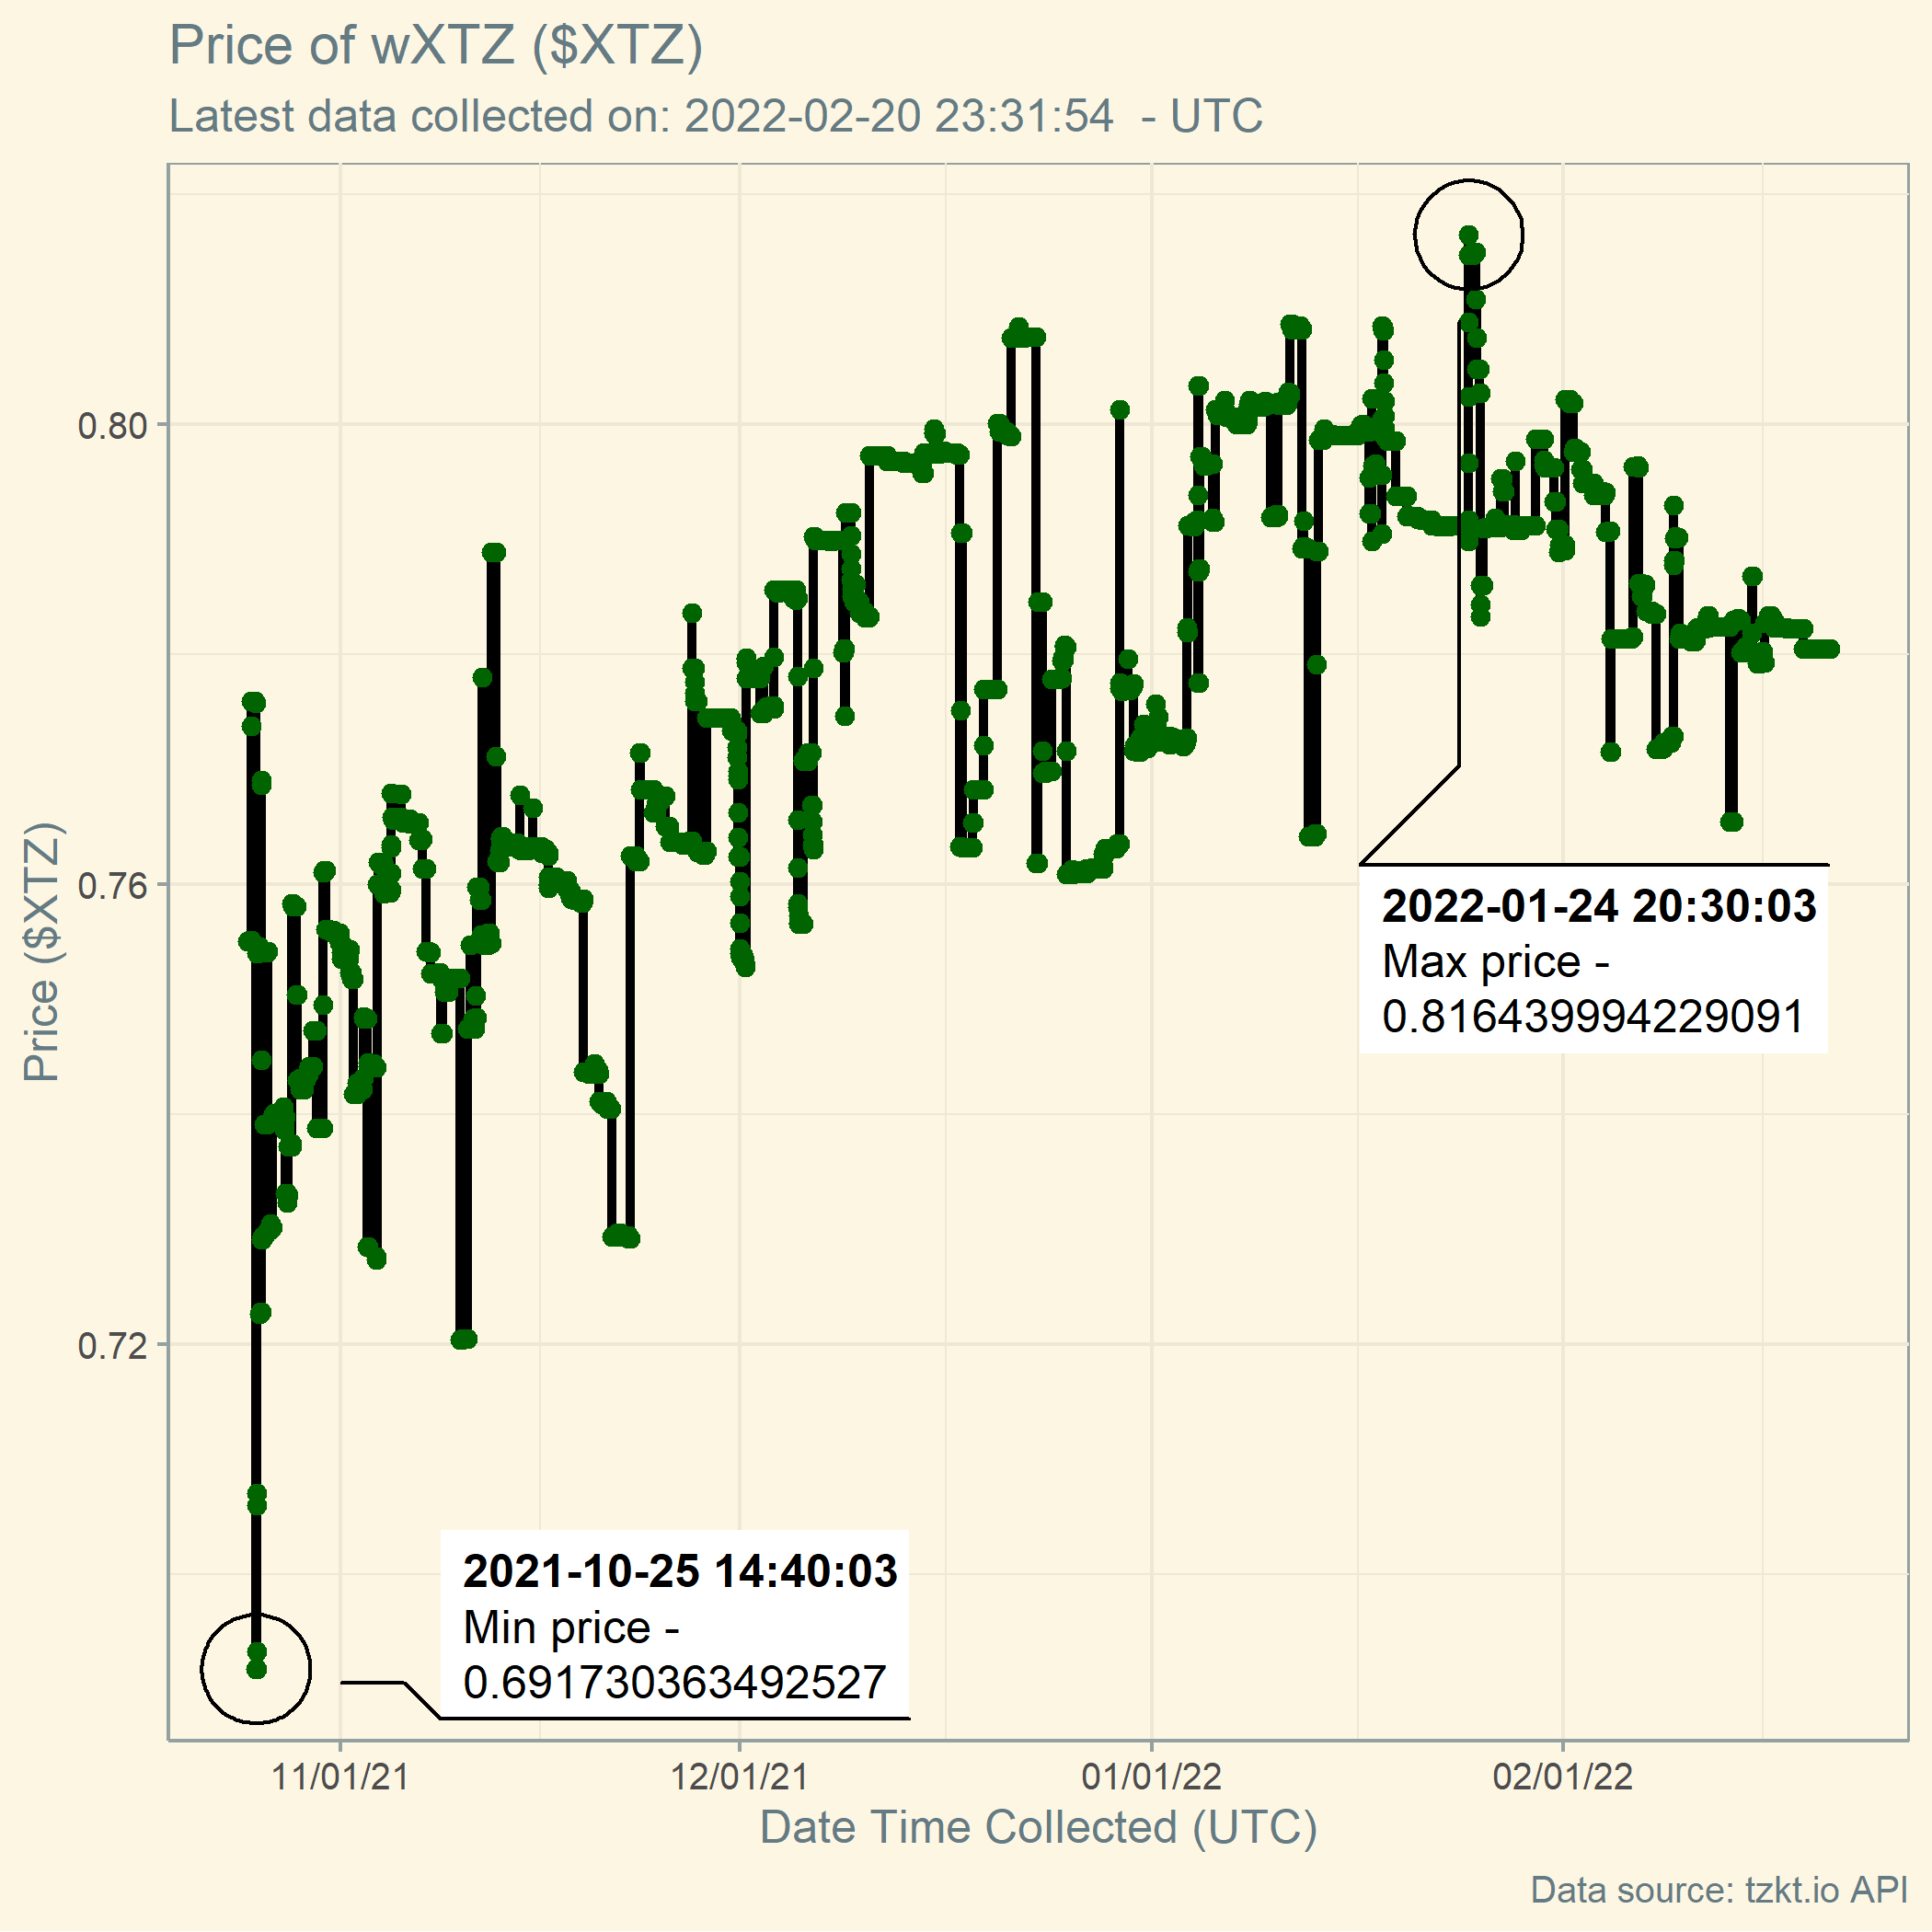 Price of wXTZ ($XTZ)
Latest data collected on: 2022-02-20 23:31:54  - UTC
0.80
0.76
0.72
Price ($XTZ)
2022-01-24 20:30:03
Max price -
0.816439994229091
2021-10-25 14:40:03
Min price -
0.691730363492527
11/01/21
12/01/21
01/01/22
02/01/22
Date Time Collected (UTC)
Data source: tzkt.io API